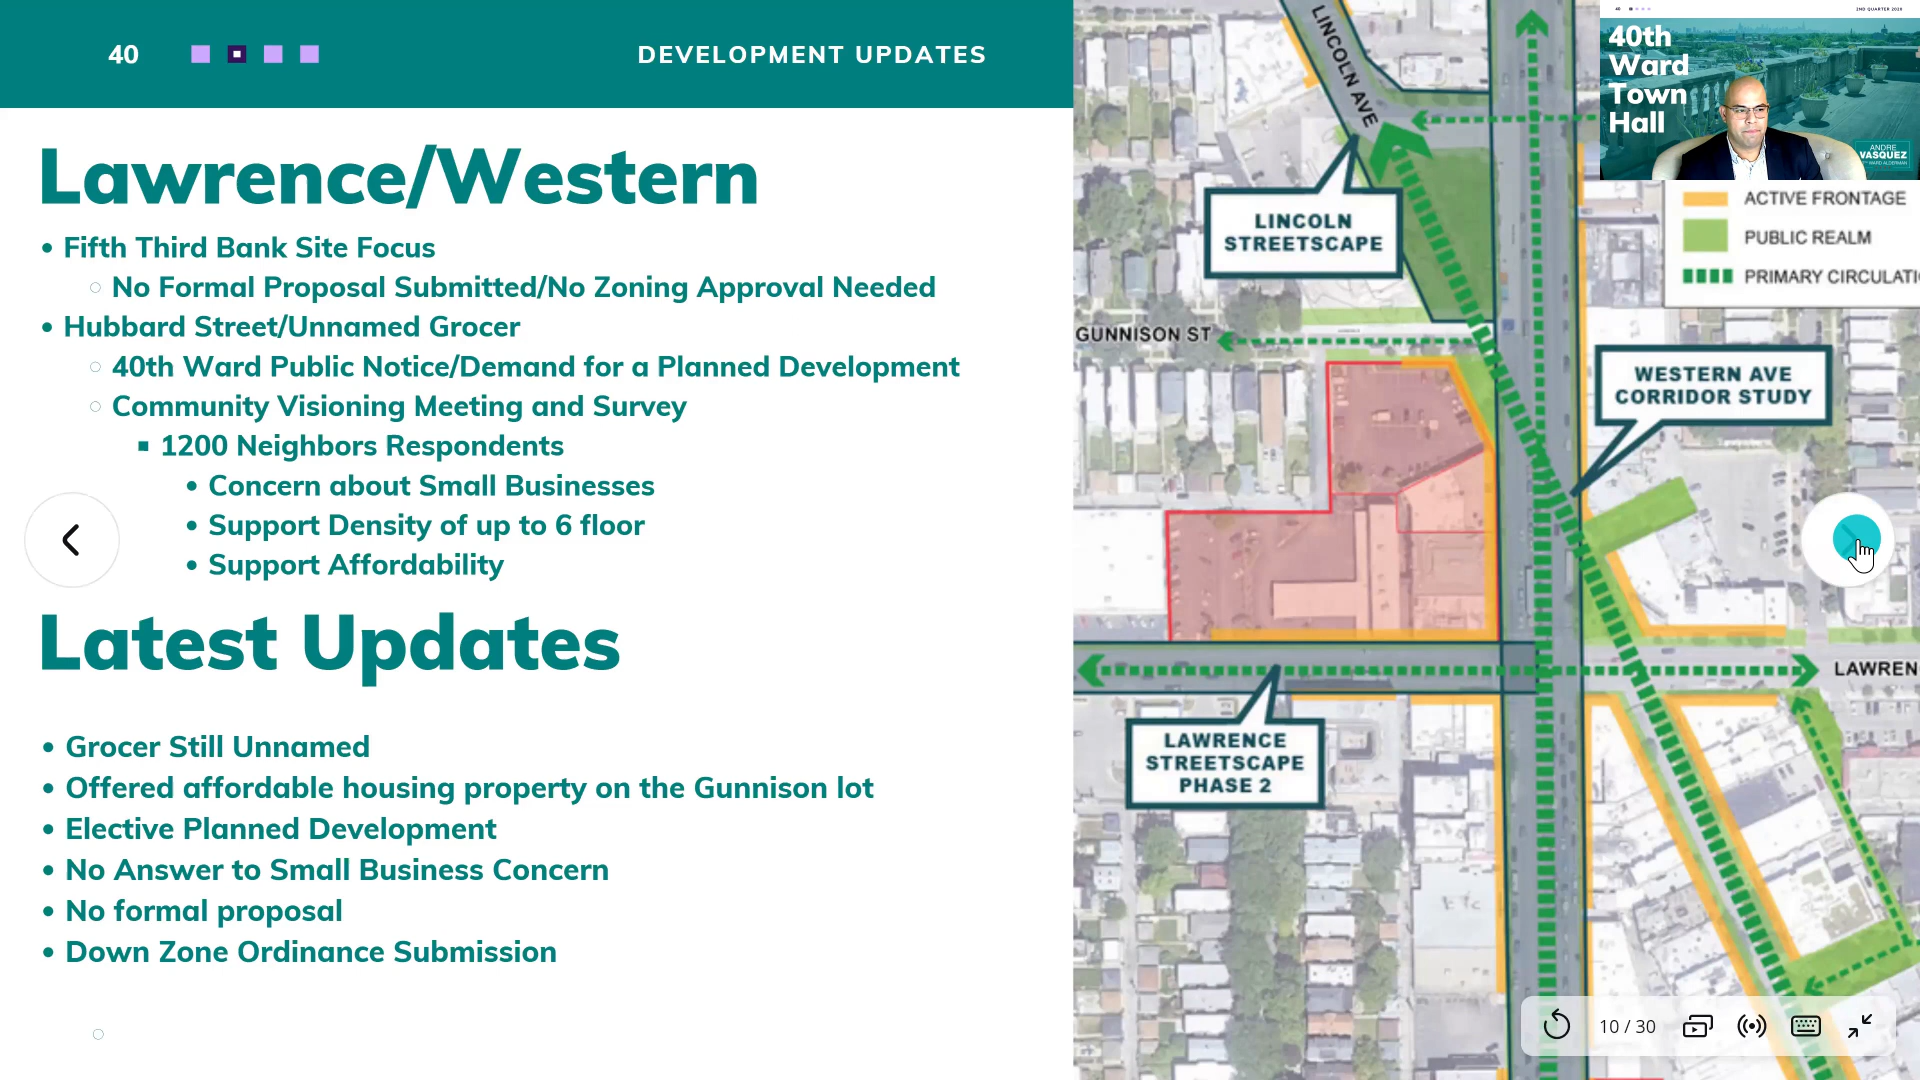 40
DEVELOPMENT UPDATES
Lawrence/Western
• Fifth Third Bank Site Focus
○ No Formal Proposal Submitted/No Zoning Approval Needed
• Hubbard Street/Unnamed Grocer
○ 40th Ward Public Notice/Demand for a Planned Development
○ Community Visioning Meeting and Survey
▪ 1200 Neighbors Respondents
• Concern about Small Businesses
• Support Density of up to 6 floor
• Support Affordability
Latest Updates
• Grocer Still Unnamed
• Offered affordable housing property on the Gunnison lot
• Elective Planned Development
• No Answer to Small Business Concern
• No formal proposal
• Down Zone Ordinance Submission
LINCOLN AVE
LINCOLN
STREETSCAPE
GUNNISON ST
WESTERN AVE
CORRIDOR STUDY
LAWREN
LAWRENCE
STREETSCAPE
PHASE 2
ACTIVE FRONTAGE
PUBLIC REALM
PRIMARY CIRCULATI
40
2ND QUARTER
40th
Ward
Town
Hall
ANDRE
VASQUEZ
WARD ALDERMAN
10 / 30